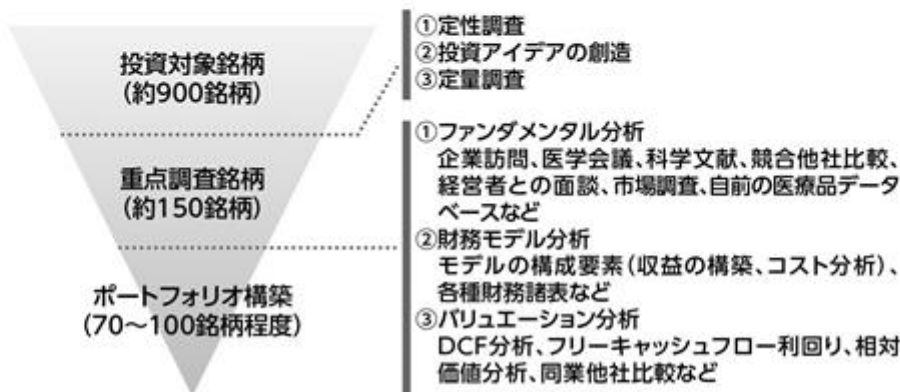 投資対象銘柄
(約900銘柄)
①定性調査
②投資アイデアの創造
③定量調査
重点調査銘柄
(約150銘柄)
①ファンダメンタル分析
企業訪問、医学会議、科学文献、競合他社比較、
経営者との面談、市場調査、自前の医療品データ
ベースなど
②財務モデル分析
モデルの構成要素(収益の構築、コスト分析)、
各種財務諸表など
ポートフォリオ構築
(70~100銘柄程度)
③バリュエーション分析
DCF分析、フリーキャッシュフロー利回り、相対
価値分析、同業他社比較など